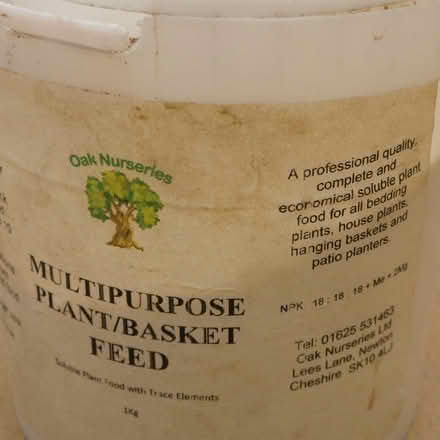 Oak Nurseries
MULTIPURPOSE
PLANT/BASKET
FEED
Soluble Plant Food with Trace Elements
1Kg
A professional quality,
complete and
economical soluble plant
food for all bedding
plants, house plants,
hanging baskets and
patio planters.
NPK 18 : 18 18 + Me + 2Mg
Tel: 01625 531463
Oak Nurseries Ltd
Lees Lane, Newton
Cheshire SK10 4LJ